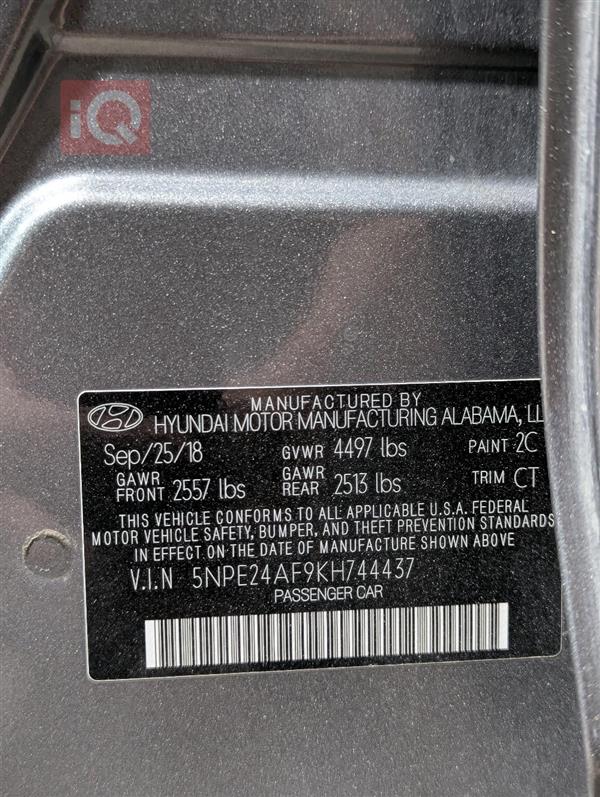 iQ
MANUFACTURED BY
HYUNDAI MOTOR MANUFACTURING ALABAMA, LL
Sep/25/18 GVWR 4497 lbs PAINT 2C
GAWR FRONT 2557 lbs GAWR REAR 2513 lbs TRIM CT
THIS VEHICLE CONFORMS TO ALL APPLICABLE U.S.A. FEDERAL
MOTOR VEHICLE SAFETY, BUMPER, AND THEFT PREVENTION STANDARDS
IN EFFECT ON THE DATE OF MANUFACTURE SHOWN ABOVE
V.I.N 5NPE24AF9KH744437
PASSENGER CAR